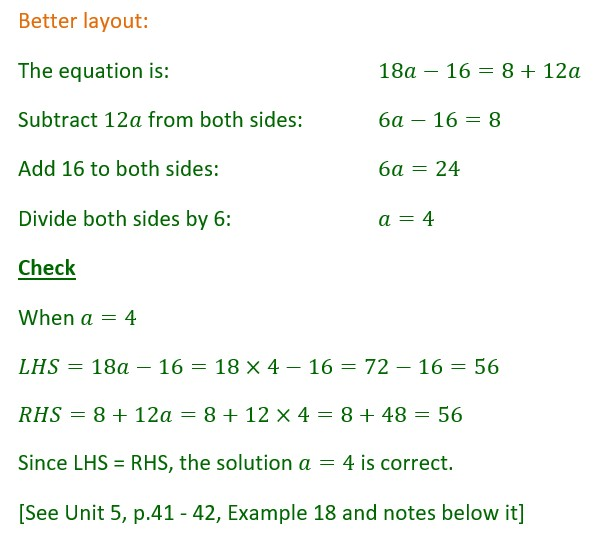 Better layout:
The equation is: 18a − 16 = 8 + 12a
Subtract 12a from both sides: 6a − 16 = 8
Add 16 to both sides: 6a = 24
Divide both sides by 6: a = 4
Check
When a = 4
LHS = 18a − 16 = 18 × 4 − 16 = 72 − 16 = 56
RHS = 8 + 12a = 8 + 12 × 4 = 8 + 48 = 56
Since LHS = RHS, the solution a = 4 is correct.
[See Unit 5, p.41 - 42, Example 18 and notes below it]